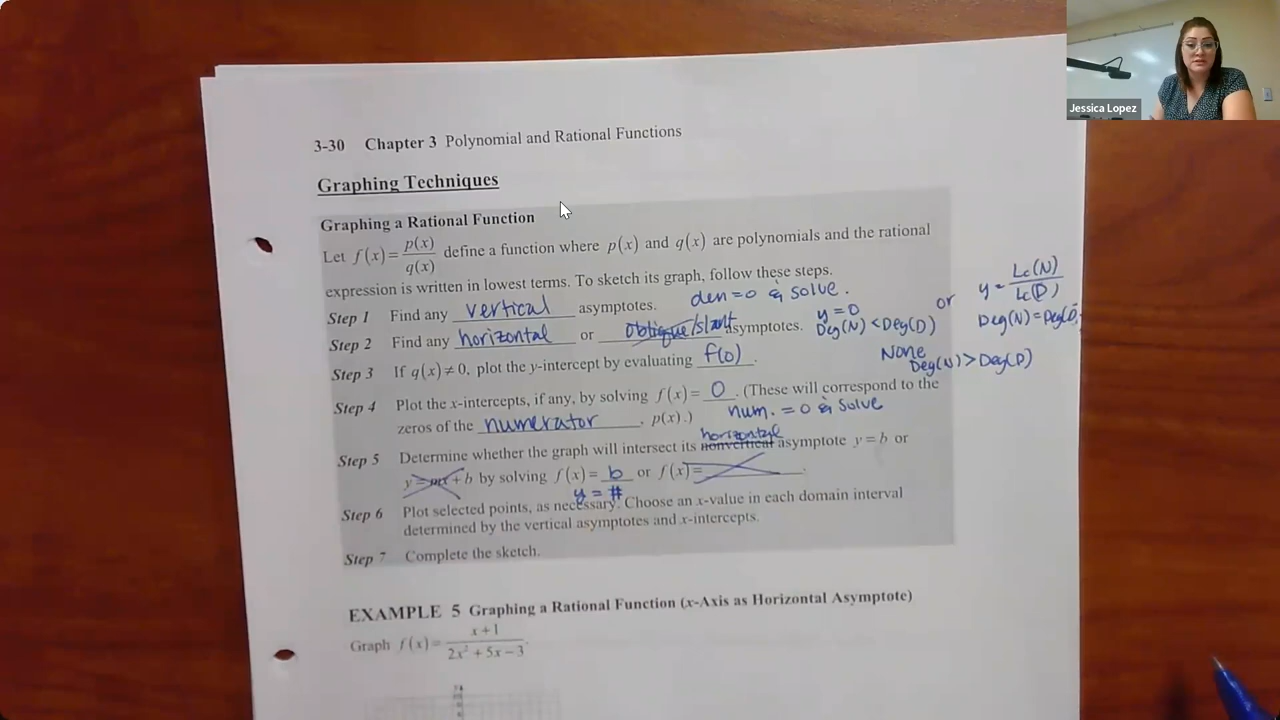 Jessica Lopez
3-30 Chapter 3 Polynomial and Rational Functions
Graphing Techniques
Graphing a Rational Function
Let f(x) = p(x)/q(x) define a function where p(x) and q(x) are polynomials and the rational
expression is written in lowest terms. To sketch its graph, follow these steps.
Step 1 Find any vertical asymptotes. den = 0 & solve.
Step 2 Find any horizontal or oblique/slant asymptotes.
y = 0
Deg(N) < Deg(D)
or
y = Lc(N)/Lc(D)
Deg(N) = Deg(D)
None
Deg(N) > Deg(D)
Step 3 If q(x) ≠ 0, plot the y-intercept by evaluating f(0).
Step 4 Plot the x-intercepts, if any, by solving f(x) = 0. (These will correspond to the
zeros of the numerator, p(x).) num. = 0 & solve
horizontal
Step 5 Determine whether the graph will intersect its nonvertical asymptote y = b or
y = mx + b by solving f(x) = b or f(x) =
y = #
Step 6 Plot selected points, as necessary. Choose an x-value in each domain interval
determined by the vertical asymptotes and x-intercepts.
Step 7 Complete the sketch.
EXAMPLE 5 Graphing a Rational Function (x-Axis as Horizontal Asymptote)
Graph f(x) = x+1/2x² + 5x − 3.